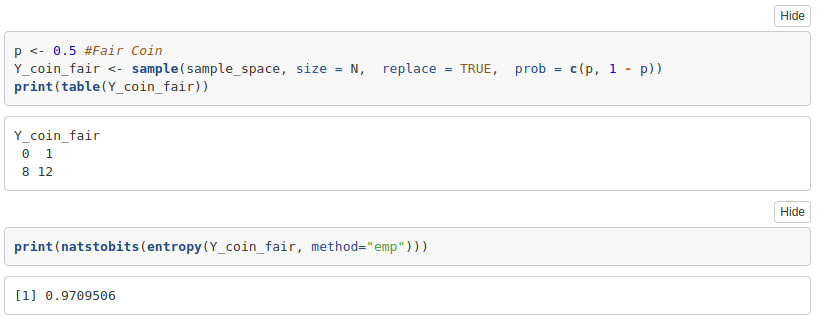 Hide
p <- 0.5 #Fair Coin
Y_coin_fair <- sample(sample_space, size = N,  replace = TRUE,  prob = c(p, 1 - p))
print(table(Y_coin_fair))
Y_coin_fair
 0  1
 8 12
Hide
print(natstobits(entropy(Y_coin_fair, method="emp")))
[1] 0.9709506